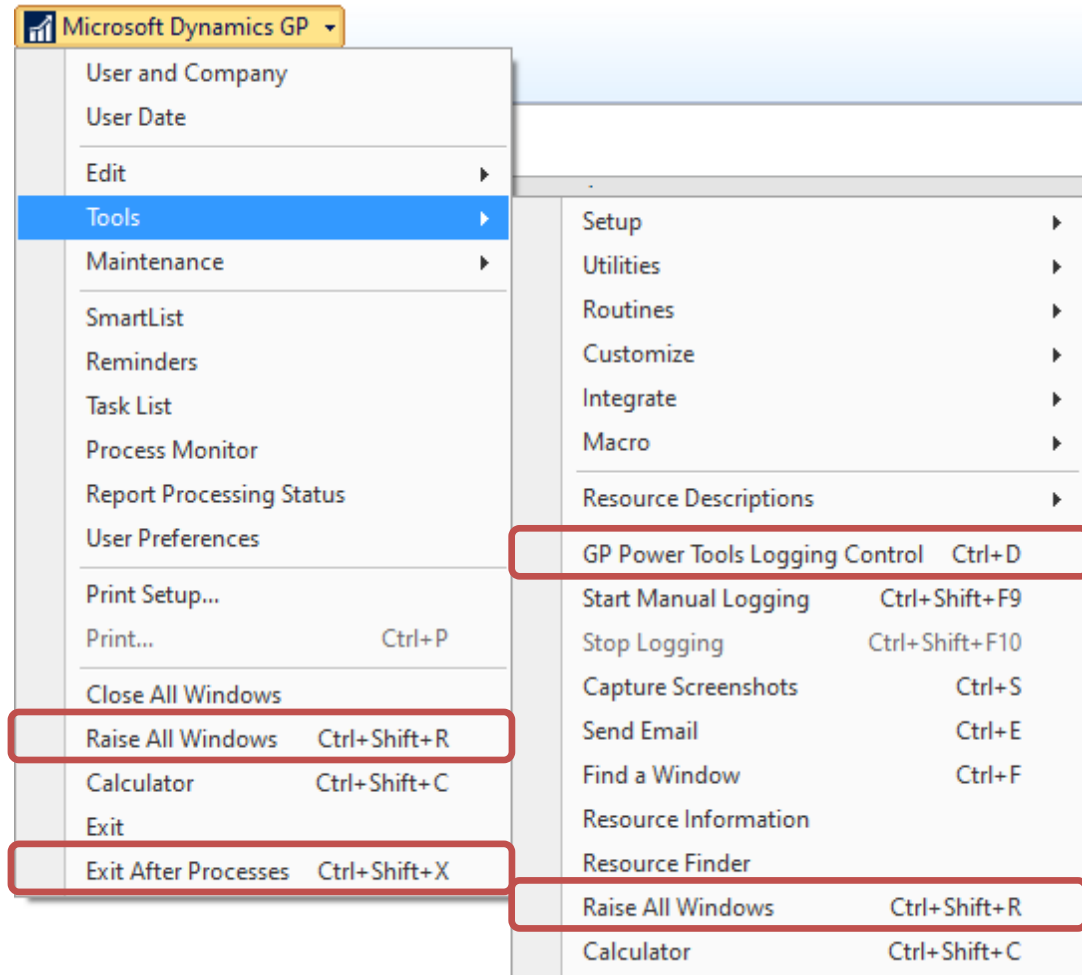 Microsoft Dynamics GP
User and Company
User Date
Edit
Tools
Maintenance
SmartList
Reminders
Task List
Process Monitor
Report Processing Status
User Preferences
Print Setup...
Print... Ctrl+P
Close All Windows
Raise All Windows Ctrl+Shift+R
Calculator Ctrl+Shift+C
Exit
Exit After Processes Ctrl+Shift+X
Setup
Utilities
Routines
Customize
Integrate
Macro
Resource Descriptions
GP Power Tools Logging Control Ctrl+D
Start Manual Logging Ctrl+Shift+F9
Stop Logging Ctrl+Shift+F10
Capture Screenshots Ctrl+S
Send Email Ctrl+E
Find a Window Ctrl+F
Resource Information
Resource Finder
Raise All Windows Ctrl+Shift+R
Calculator Ctrl+Shift+C